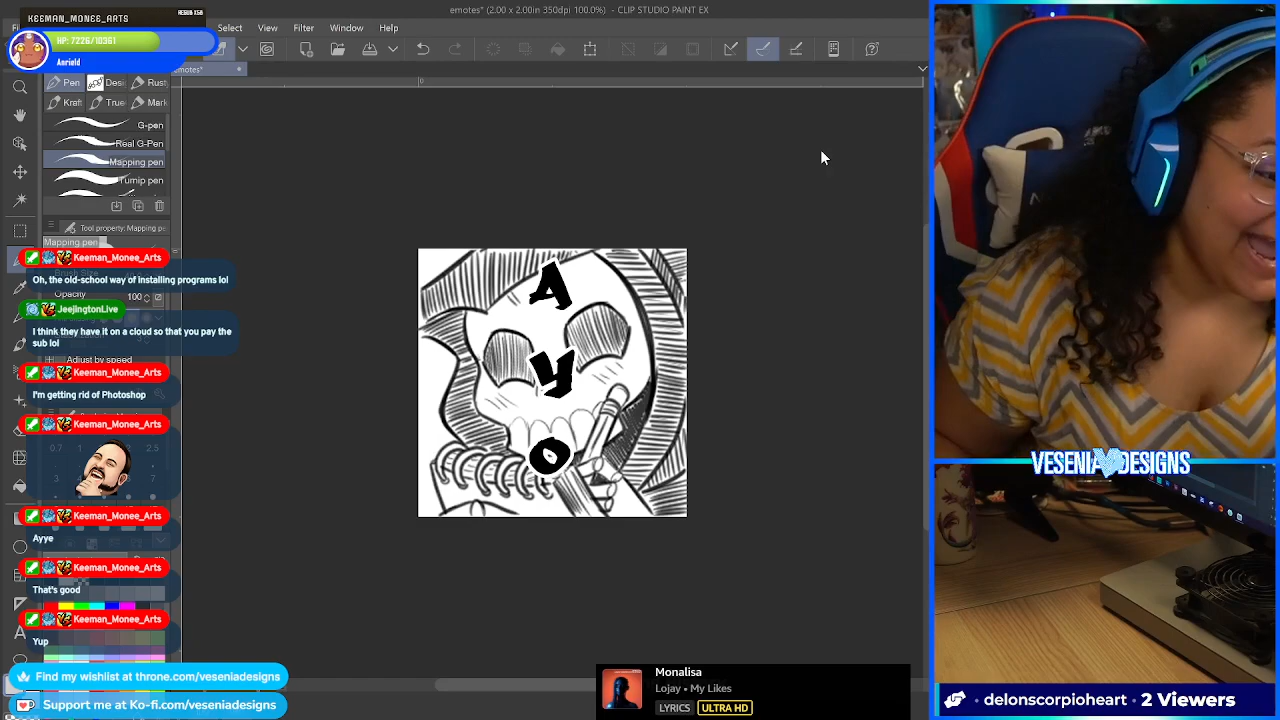 KEEMAN_MONEE_ARTS
emotes* (2.00 x 2.00in 350dpi 100.0%) - CLIP STUDIO PAINT EX
Select View Filter Window Help
HP: 7226/10361
Anrield
emotes*
Pen
G-pen
Real G-Pen
Mapping pen
Turnip pen
Tool property: Mapping pe
Mapping pen
Keeman_Monee_Arts
Oh, the old-school way of installing programs lol
Opacity 100
JeejingtonLive
I think they have it on a cloud so that you pay the
sub lol
Adjust by speed
Keeman_Monee_Arts
I'm getting rid of Photoshop
Keeman_Monee_Arts
Keeman_Monee_Arts
Ayye
Keeman_Monee_Arts
That's good
Keeman_Monee_Arts
Yup
Find my wishlist at throne.com/veseniadesigns
Support me at Ko-fi.com/veseniadesigns
0
A
Y
O
Monalisa
Lojay • My Likes
LYRICS ULTRA HD
VESENIA DESIGNS
delonscorpioheart • 2 Viewers